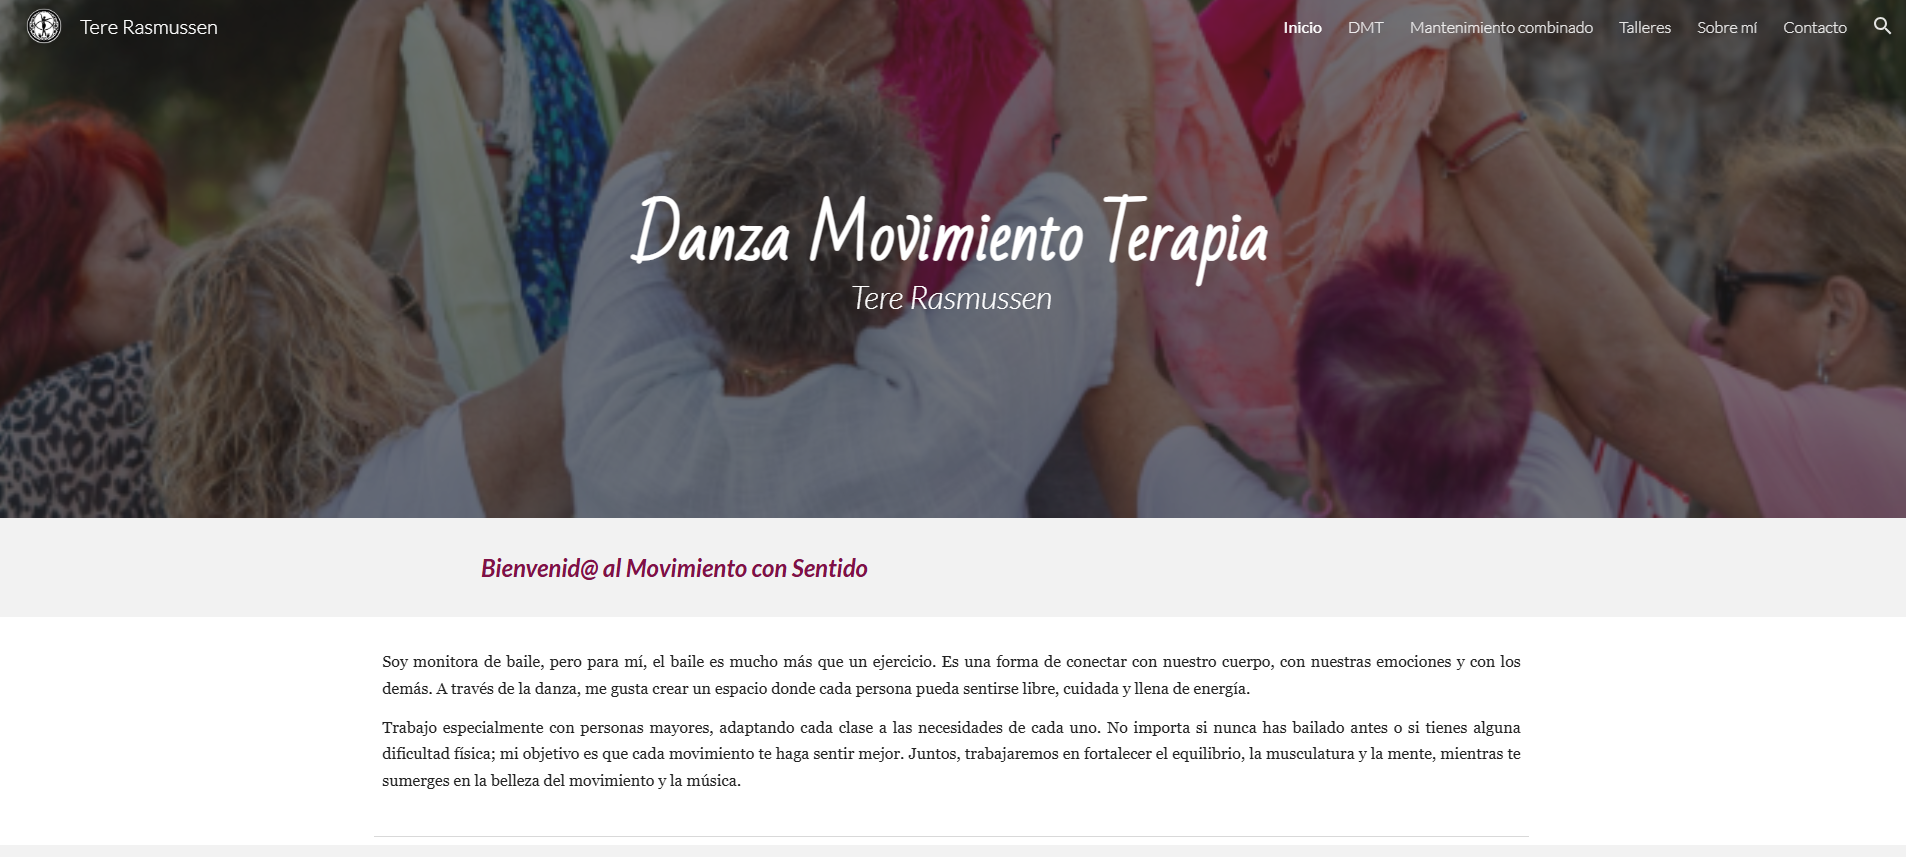 Tere Rasmussen
Inicio DMT Mantenimiento combinado Talleres Sobre mí Contacto
Danza Movimiento Terapia
Tere Rasmussen
Bienvenid@ al Movimiento con Sentido
Soy monitora de baile, pero para mí, el baile es mucho más que un ejercicio. Es una forma de conectar con nuestro cuerpo, con nuestras emociones y con los
demás. A través de la danza, me gusta crear un espacio donde cada persona pueda sentirse libre, cuidada y llena de energía.
Trabajo especialmente con personas mayores, adaptando cada clase a las necesidades de cada uno. No importa si nunca has bailado antes o si tienes alguna
dificultad física; mi objetivo es que cada movimiento te haga sentir mejor. Juntos, trabajaremos en fortalecer el equilibrio, la musculatura y la mente, mientras te
sumerges en la belleza del movimiento y la música.